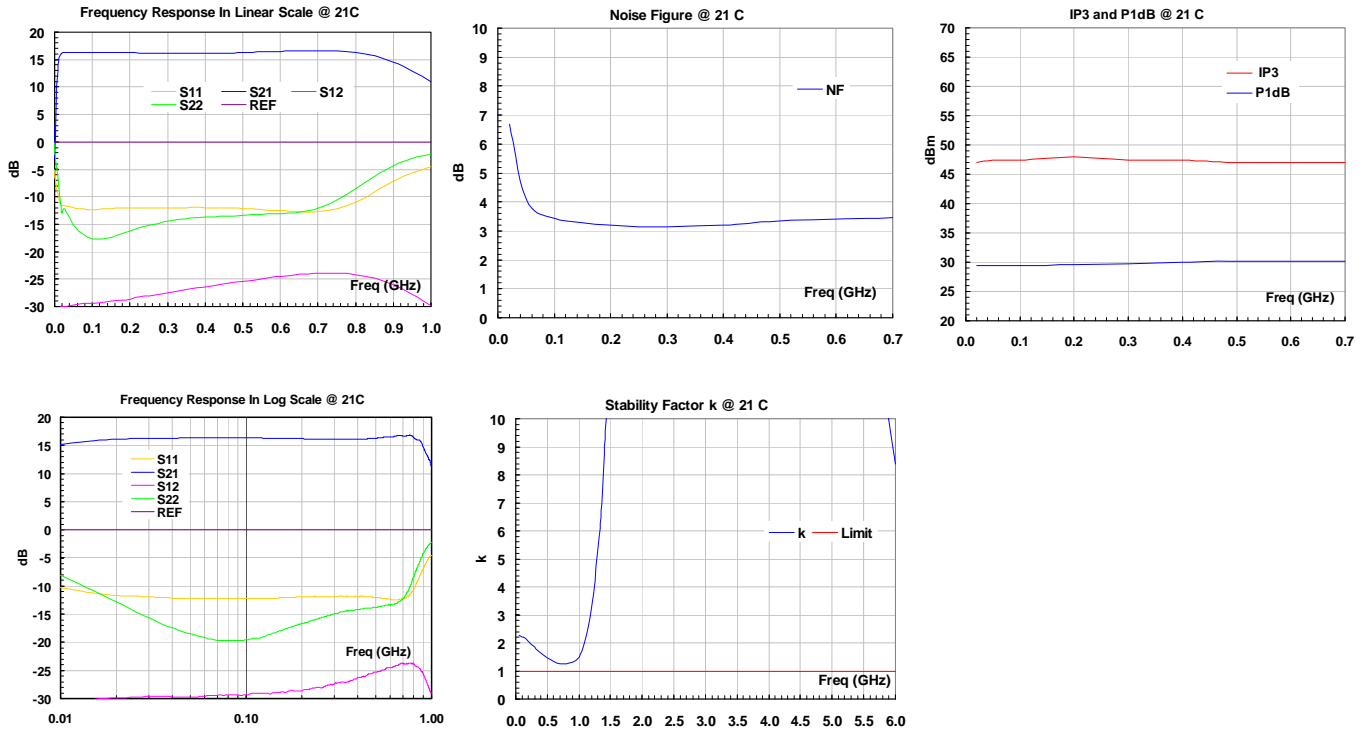 Frequency Response In Linear Scale @ 21C
20
15
10
5
0
-5
-10
-15
-20
-25
-30
dB
S11 S21 S12
S22 REF
Freq (GHz)
0.0 0.1 0.2 0.3 0.4 0.5 0.6 0.7 0.8 0.9 1.0
Noise Figure @ 21 C
10
9
8
7
6
5
4
3
2
1
0
dB
NF
Freq (GHz)
0.0 0.1 0.2 0.3 0.4 0.5 0.6 0.7
IP3 and P1dB @ 21 C
70
65
60
55
50
45
40
35
30
25
20
dBm
IP3
P1dB
Freq (GHz)
0.0 0.1 0.2 0.3 0.4 0.5 0.6 0.7
Frequency Response In Log Scale @ 21C
20
15
10
5
0
-5
-10
-15
-20
-25
-30
dB
S11
S21
S12
S22
REF
Freq (GHz)
0.01 0.10 1.00
Stability Factor k @ 21 C
10
9
8
7
6
5
4
3
2
1
0
k
k Limit
Freq (GHz)
0.0 0.5 1.0 1.5 2.0 2.5 3.0 3.5 4.0 4.5 5.0 5.5 6.0